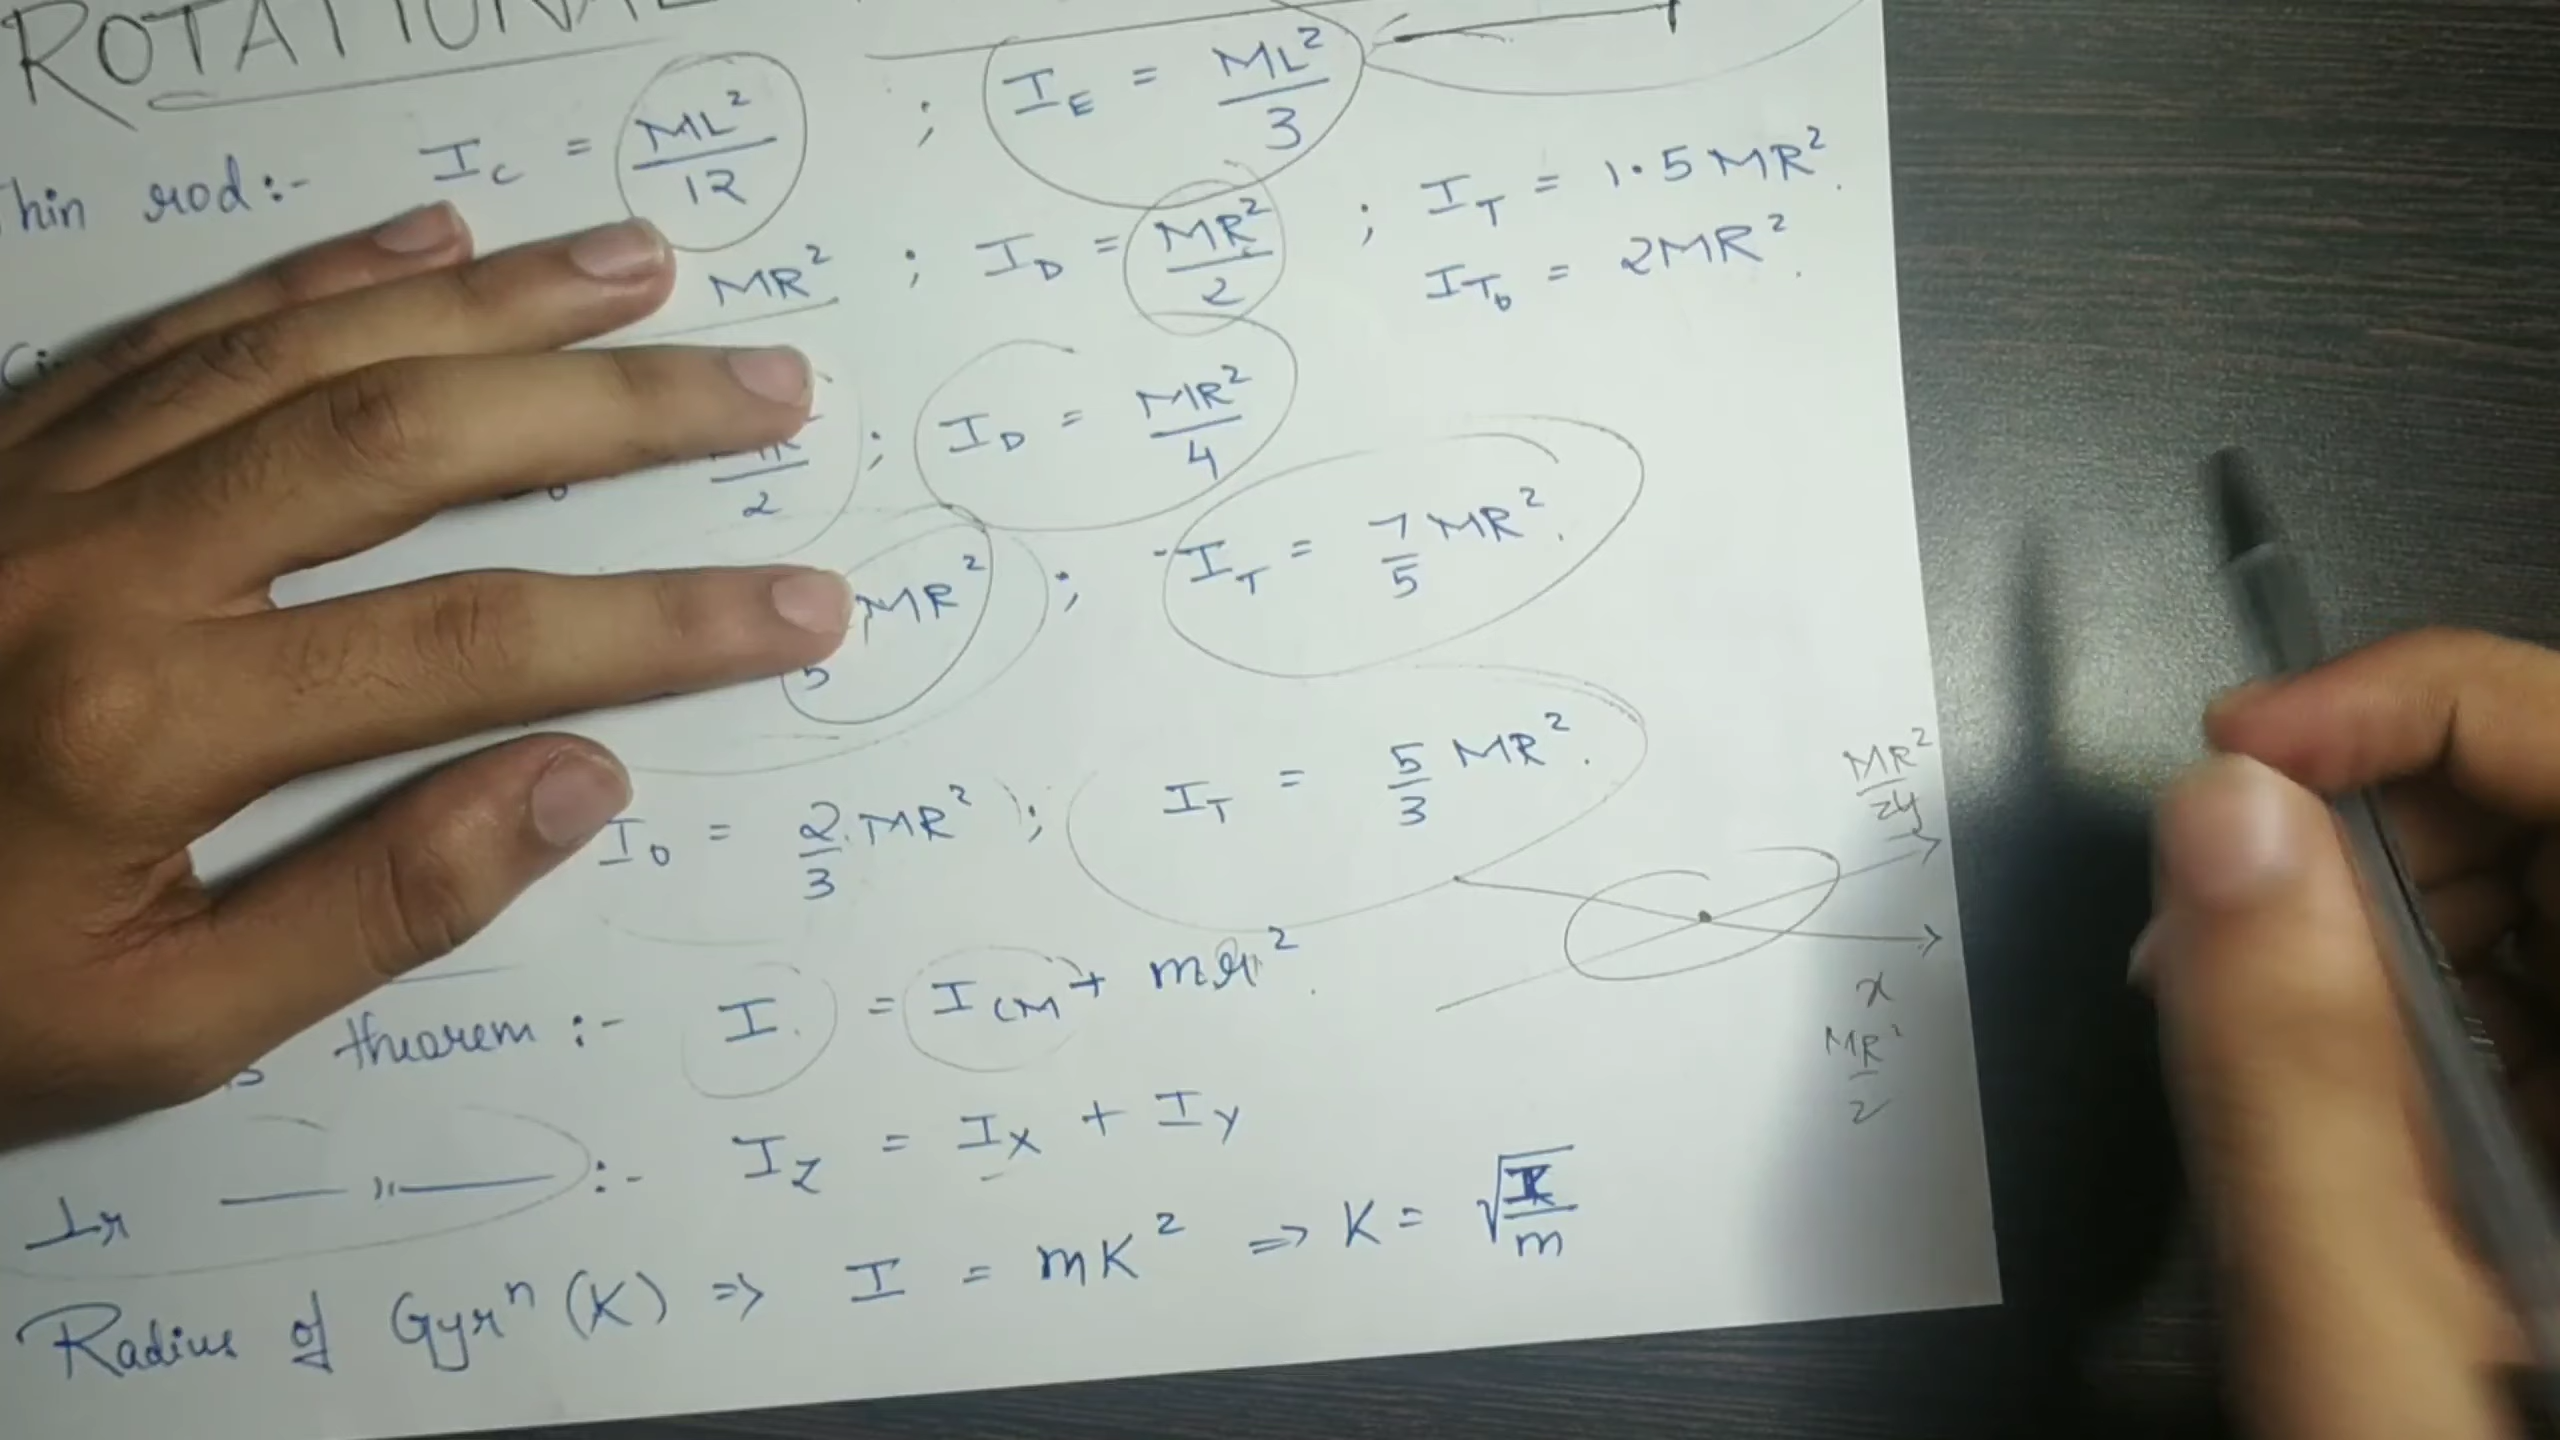 ROTATIONAL
Thin rod:- I_C = ML²/12 ; I_E = ML²/3
MR² ; I_D = MR²/2 ; I_T = 1.5 MR².
I_T₀ = 2MR².
2 ; I_D = MR²/4
5 MR² ; I_T = 7/5 MR².
I_0 = 2/3 MR² ; I_T = 5/3 MR².
theorem :- I = I_CM + mr².
⊥r — " — :- I_Z = I_X + I_Y
Radius of Gyrⁿ (K) => I = mK² => K = √(I/m)
MR²
x
MR²/2